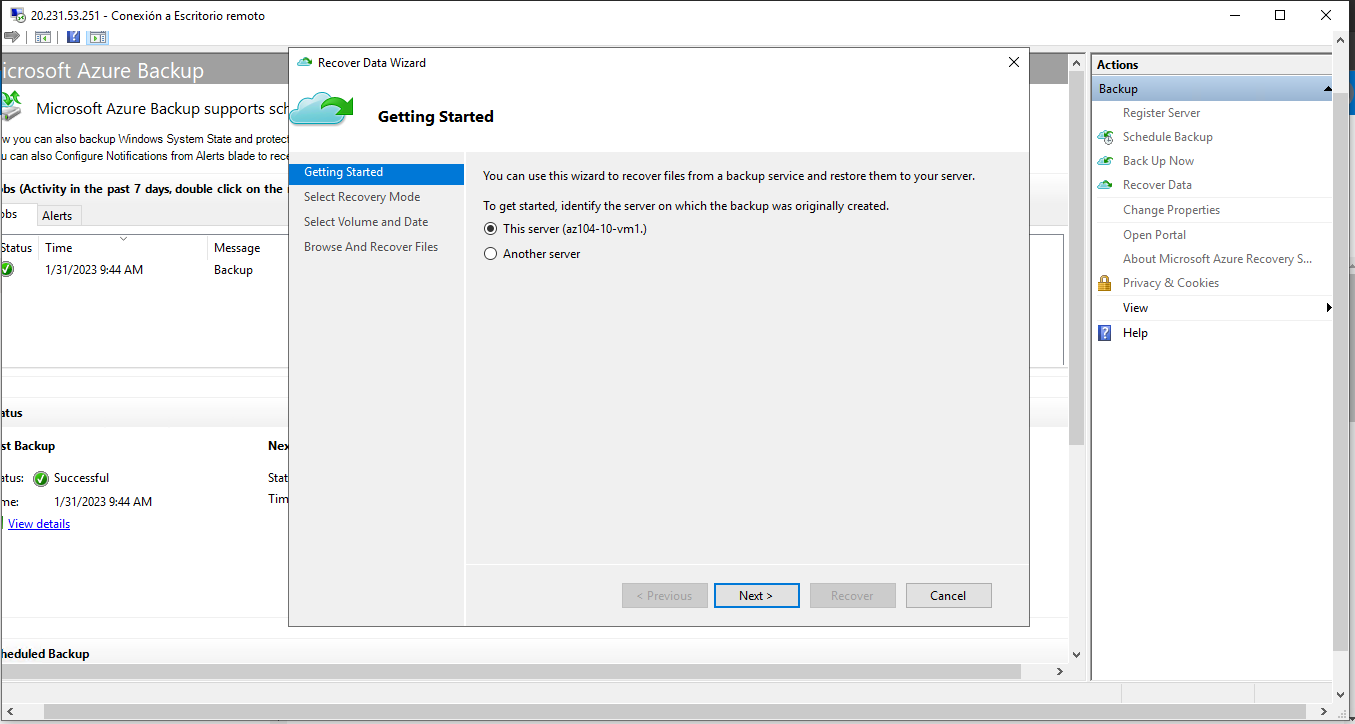 20.231.53.251 - Conexión a Escritorio remoto
icrosoft Azure Backup
Microsoft Azure Backup supports sch
w you can also backup Windows System State and protect
u can also Configure Notifications from Alerts blade to rece
bs (Activity in the past 7 days, double click on the
obs
Alerts
Status
Time
Message
1/31/2023 9:44 AM
Backup
atus
st Backup
Nex
atus:
Successful
Stat
me:
1/31/2023 9:44 AM
Tim
View details
heduled Backup
Recover Data Wizard
Getting Started
Getting Started
Select Recovery Mode
Select Volume and Date
Browse And Recover Files
You can use this wizard to recover files from a backup service and restore them to your server.
To get started, identify the server on which the backup was originally created.
This server (az104-10-vm1.)
Another server
< Previous
Next >
Recover
Cancel
Actions
Backup
Register Server
Schedule Backup
Back Up Now
Recover Data
Change Properties
Open Portal
About Microsoft Azure Recovery S...
Privacy & Cookies
View
Help